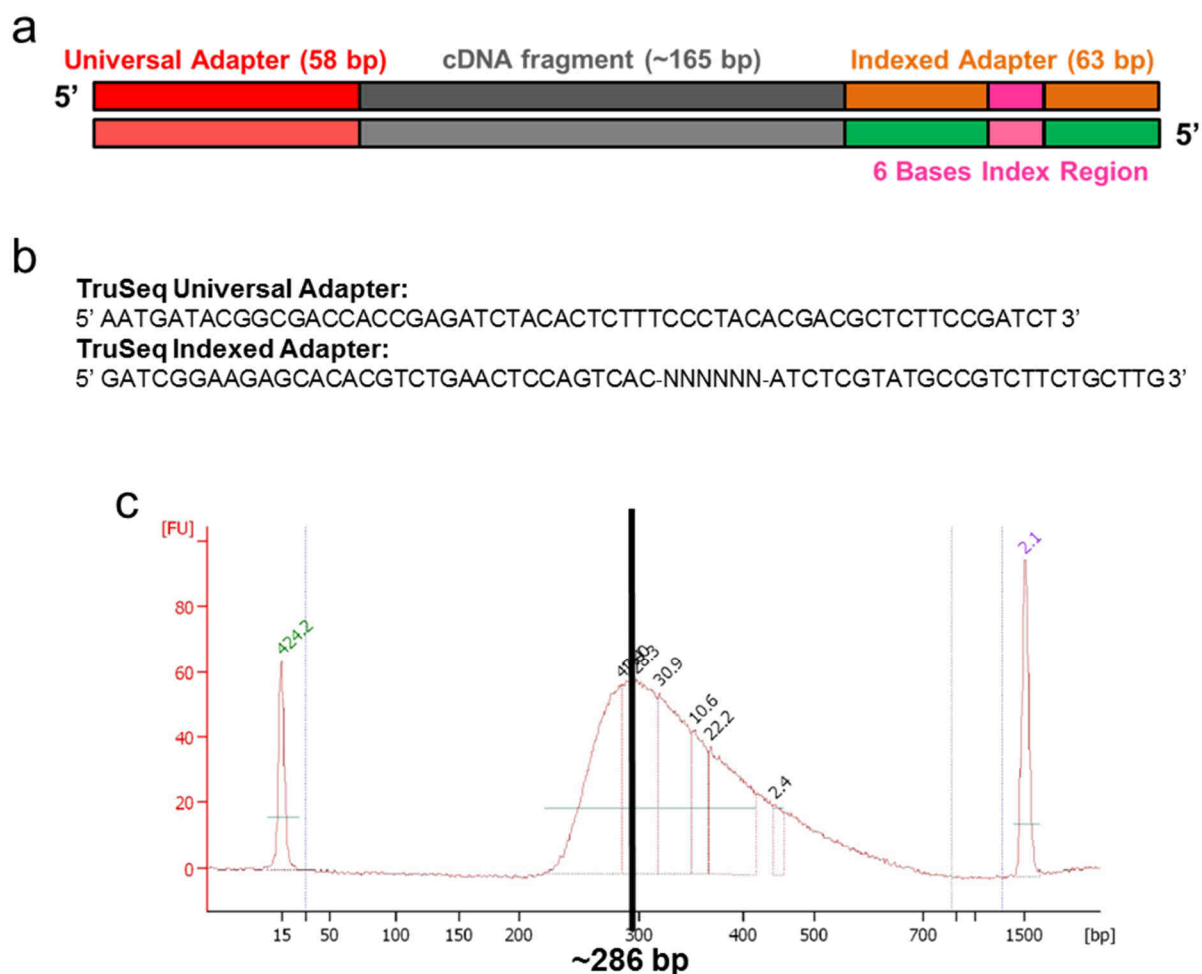 a
Universal Adapter (58 bp) cDNA fragment (~165 bp) Indexed Adapter (63 bp)
5’
5’
6 Bases Index Region
b
TruSeq Universal Adapter:
5’ AATGATACGGCGACCACCGAGATCTACACTCTTTCCCTACACGACGCTCTTCCGATCT 3’
TruSeq Indexed Adapter:
5’ GATCGGAAGAGCACACGTCTGAACTCCAGTCAC-NNNNNN-ATCTCGTATGCCGTCTTCTGCTTG 3’
c
[FU]
424.2
28.3
30.9
10.6
22.2
2.4
2.1
80
60
40
20
0
15 50 100 150 200 300 400 500 700 1500 [bp]
~286 bp